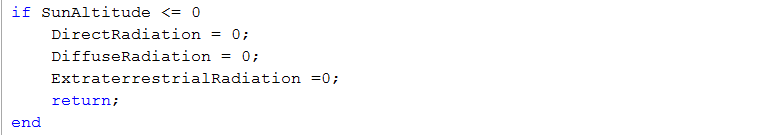 if SunAltitude <= 0
    DirectRadiation = 0;
    DiffuseRadiation = 0;
    ExtraterrestrialRadiation =0;
    return;
end